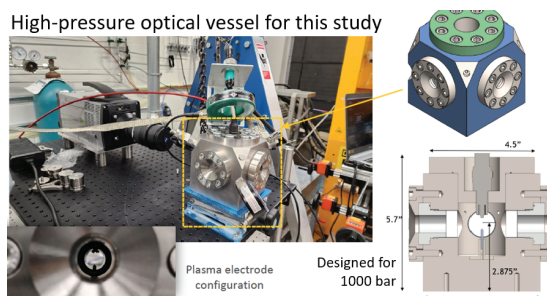 High-pressure optical vessel for this study
4.5"
5.7"
2.875"
Plasma electrode
configuration
Designed for
1000 bar